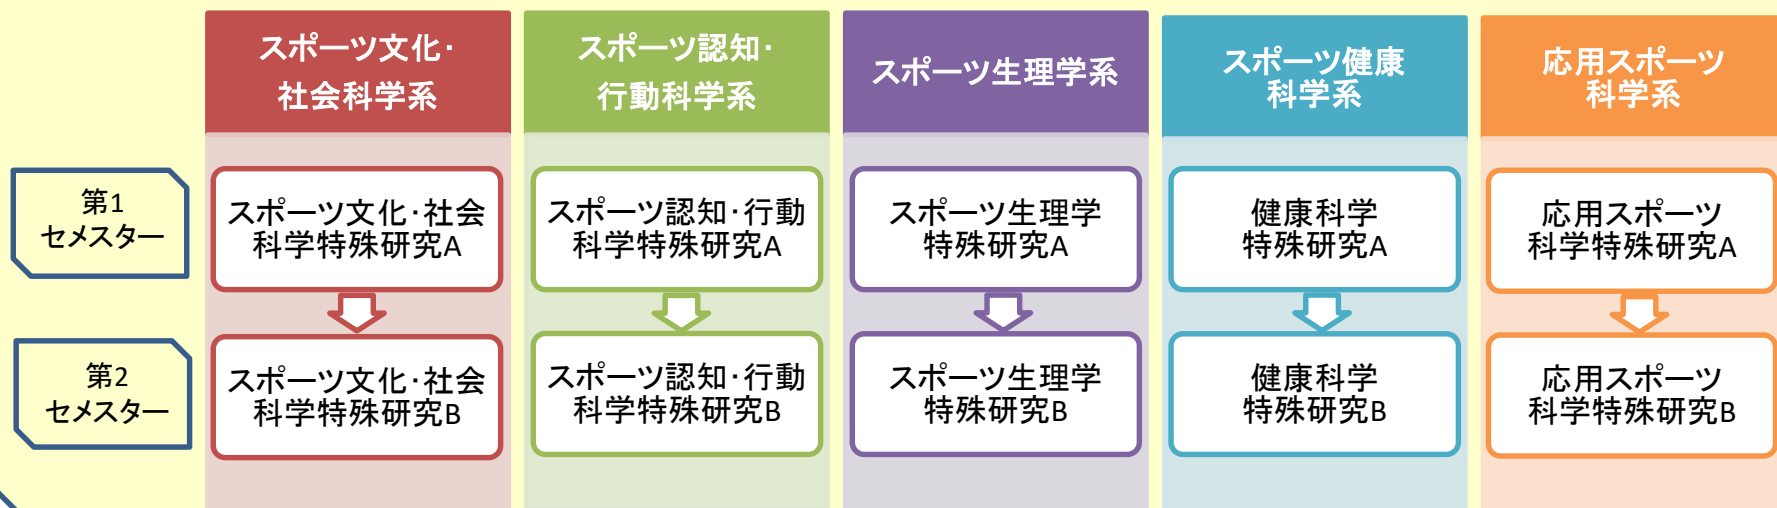 スポーツ文化・
社会科学系
スポーツ認知・
行動科学系
スポーツ生理学系
スポーツ健康
科学系
応用スポーツ
科学系
第1
セメスター
スポーツ文化・社会
科学特殊研究A
スポーツ認知・行動
科学特殊研究A
スポーツ生理学
特殊研究A
健康科学
特殊研究A
応用スポーツ
科学特殊研究A
第2
セメスター
スポーツ文化・社会
科学特殊研究B
スポーツ認知・行動
科学特殊研究B
スポーツ生理学
特殊研究B
健康科学
特殊研究B
応用スポーツ
科学特殊研究B